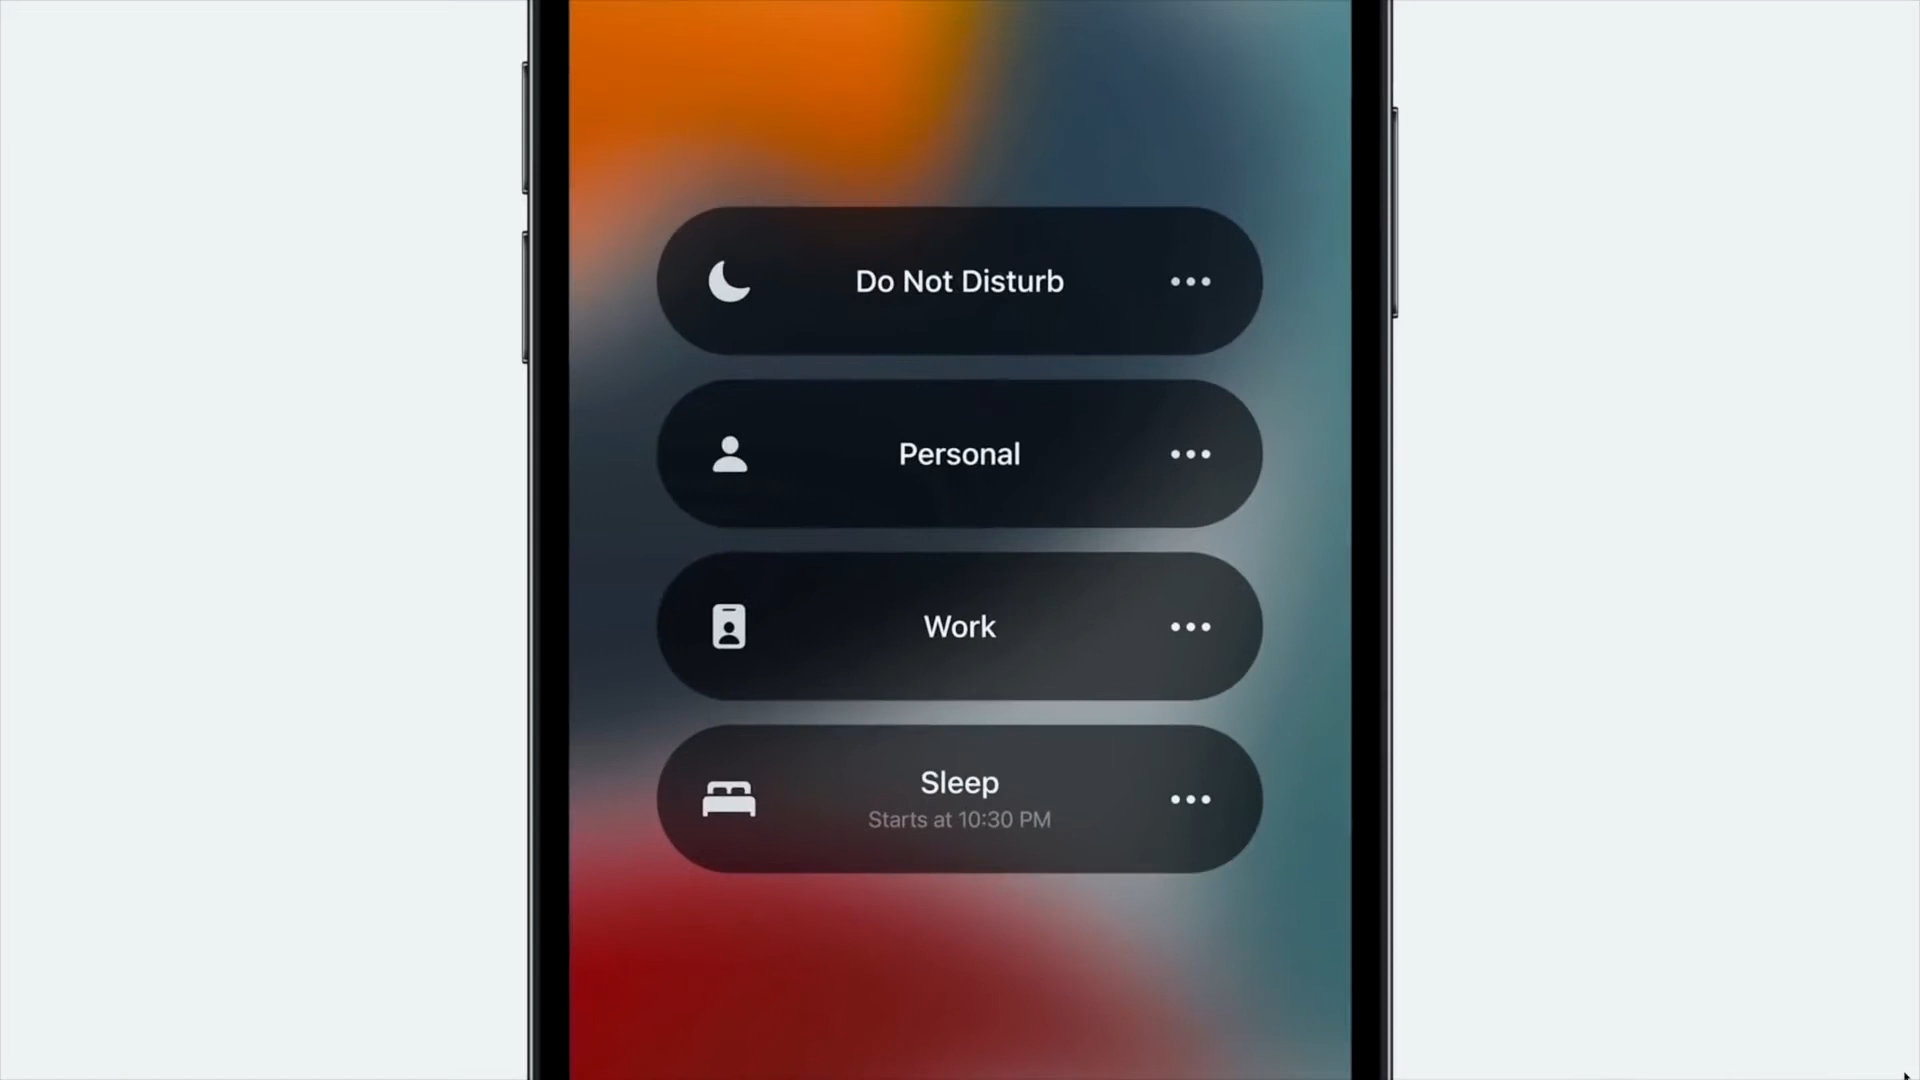 Do Not Disturb
Personal
Work
Sleep
Starts at 10:30 PM